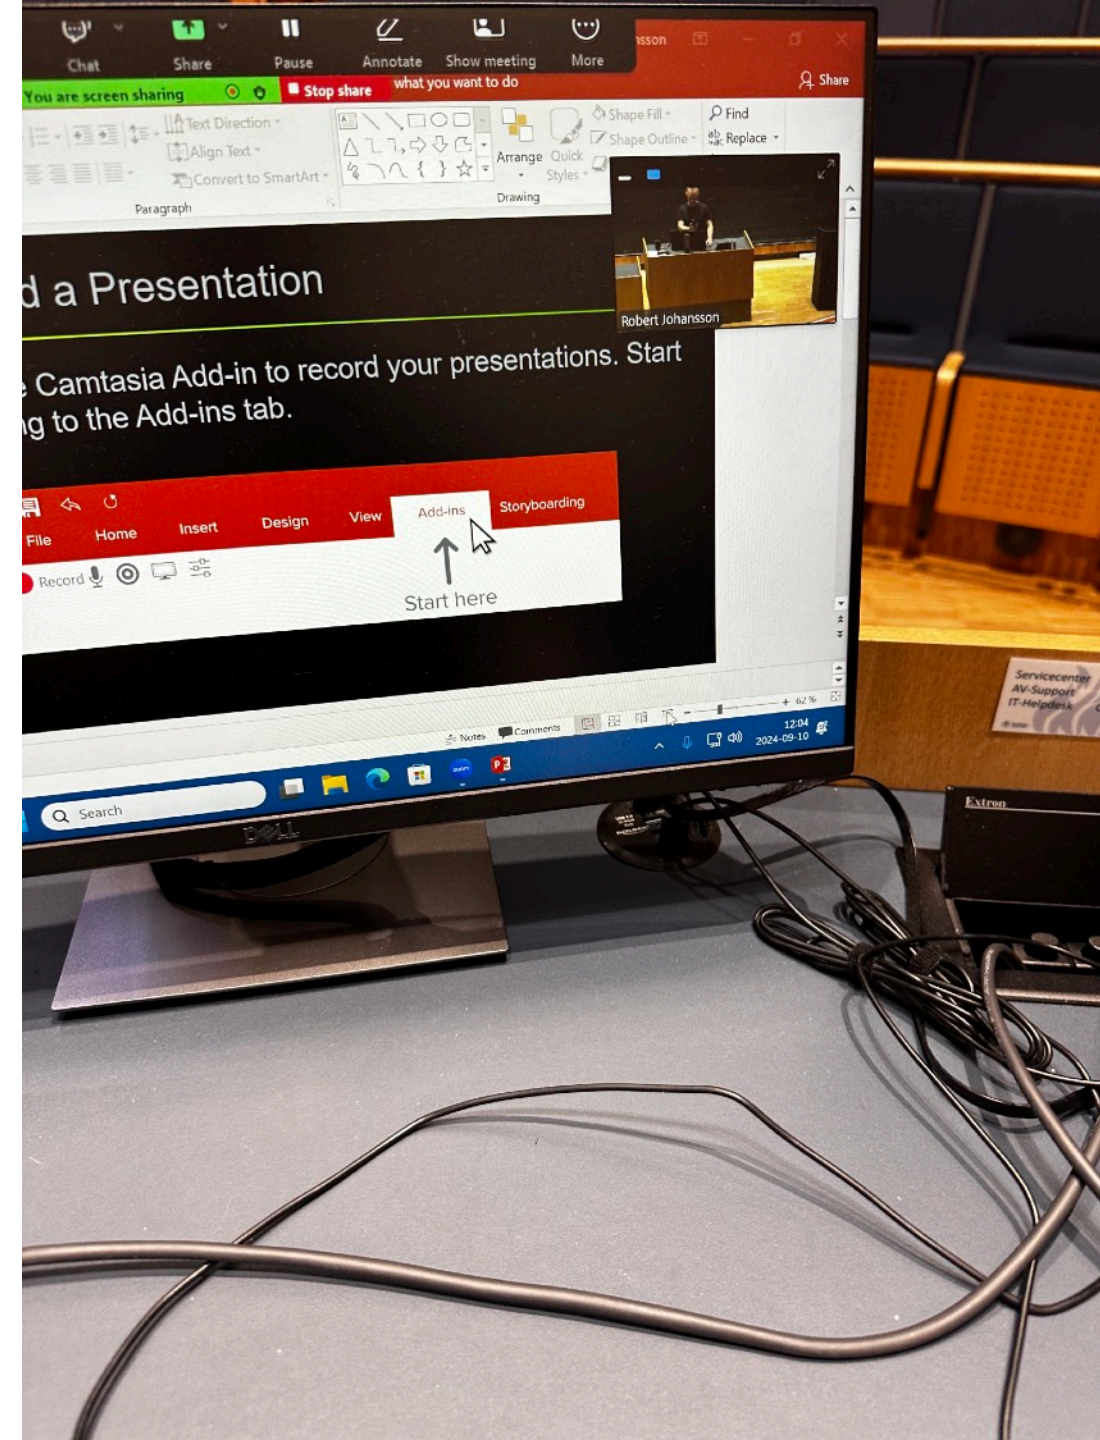 Chat
Share
Pause
Annotate
Show meeting
More
sson
You are screen sharing
Stop share
what you want to do
Share
Text Direction
Align Text
Convert to SmartArt
Paragraph
Arrange
Quick
Styles
Drawing
Shape Fill
Shape Outline
Find
Replace
Robert Johansson
d a Presentation
Camtasia Add-in to record your presentations. Start
ng to the Add-ins tab.
File
Home
Insert
Design
View
Add-ins
Storyboarding
Record
Start here
Notes
Comments
62 %
12:04
2024-09-10
Search
zoom
DELL
Extron
Servicecenter
AV-Support
IT-Helpdesk